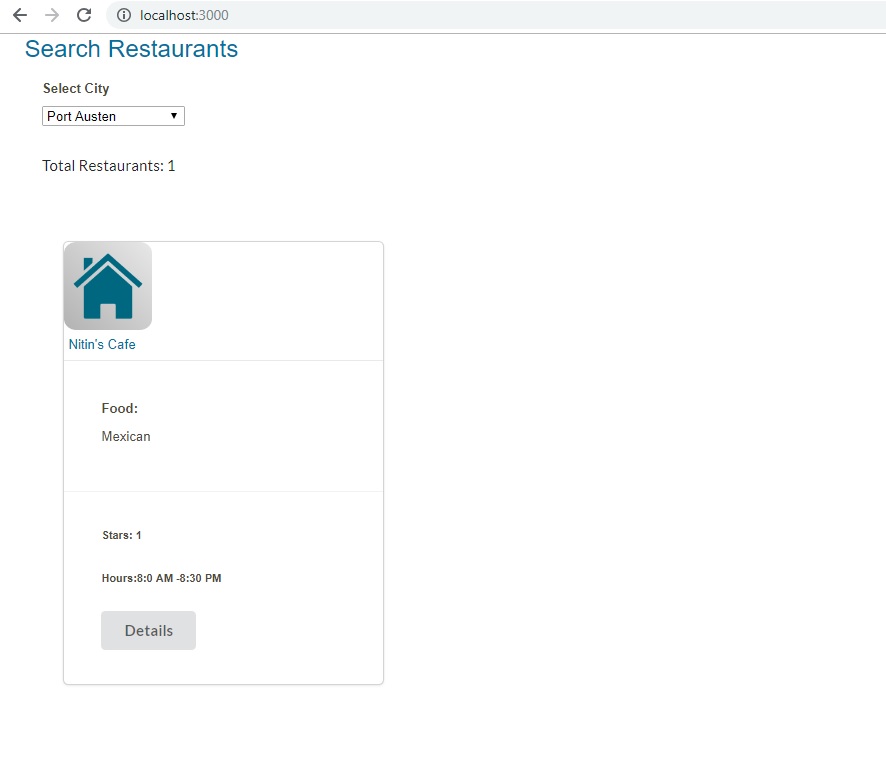 localhost:3000
Search Restaurants
Select City
Port Austen
Total Restaurants: 1
Nitin's Cafe
Food:
Mexican
Stars: 1
Hours:8:0 AM -8:30 PM
Details